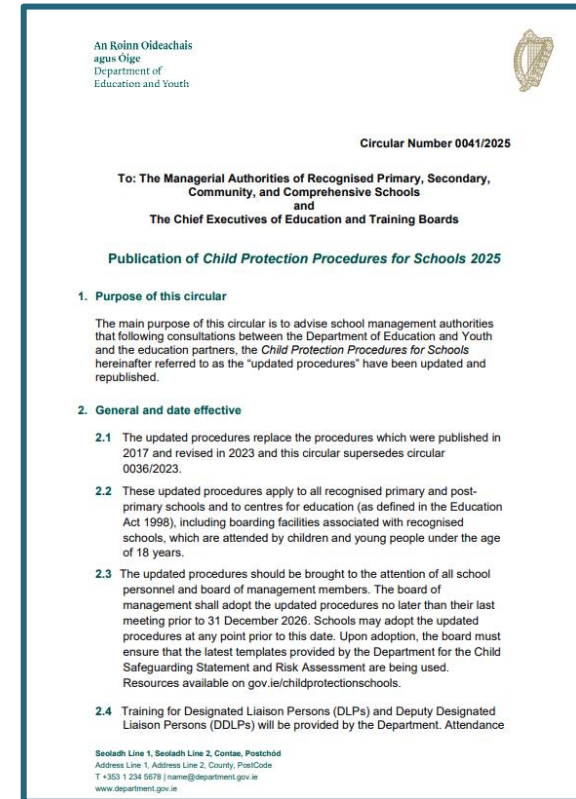 An Roinn Oideachais
agus Óige
Department of
Education and Youth
Circular Number 0041/2025
To: The Managerial Authorities of Recognised Primary, Secondary,
Community, and Comprehensive Schools
and
The Chief Executives of Education and Training Boards
Publication of Child Protection Procedures for Schools 2025
1. Purpose of this circular
The main purpose of this circular is to advise school management authorities
that following consultations between the Department of Education and Youth
and the education partners, the Child Protection Procedures for Schools
hereinafter referred to as the “updated procedures” have been updated and
republished.
2. General and date effective
2.1 The updated procedures replace the procedures which were published in
2017 and revised in 2023 and this circular supersedes circular
0036/2023.
2.2 These updated procedures apply to all recognised primary and post-
primary schools and to centres for education (as defined in the Education
Act 1998), including boarding facilities associated with recognised
schools, which are attended by children and young people under the age
of 18 years.
2.3 The updated procedures should be brought to the attention of all school
personnel and board of management members. The board of
management shall adopt the updated procedures no later than their last
meeting prior to 31 December 2026. Schools may adopt the updated
procedures at any point prior to this date. Upon adoption, the board must
ensure that the latest templates provided by the Department for the Child
Safeguarding Statement and Risk Assessment are being used.
Resources available on gov.ie/childprotectionschools.
2.4 Training for Designated Liaison Persons (DLPs) and Deputy Designated
Liaison Persons (DDLPs) will be provided by the Department. Attendance
Seoladh Line 1, Seoladh Line 2, Contae, Postchód
Address Line 1, Address Line 2, County, PostCode
T +353 1 234 5678 | name@department.gov.ie
www.department.gov.ie